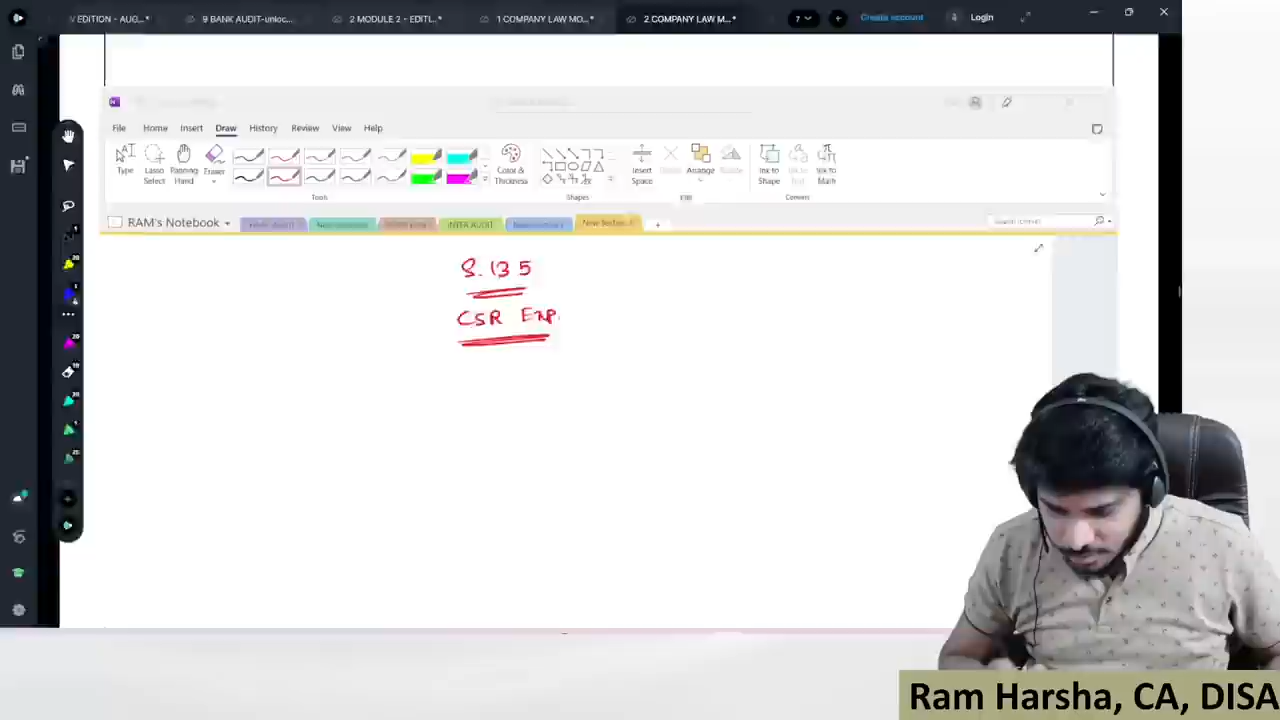 V EDITION - AUG...*
9 BANK AUDIT-unloc...
2 MODULE 2 - EDITI...*
1 COMPANY LAW MO...*
2 COMPANY LAW M...*
7
Create account
Login
File Home Insert Draw History Review View Help
Type
Lasso Select
Panning Hand
Eraser
Color & Thickness
Insert Space
Arrange
Ink to Shape
Ink to Math
Tools
Shapes
Edit
Convert
RAM's Notebook
INTER AUDIT
S. 135
CSR Exp.
Ram Harsha, CA, DISA